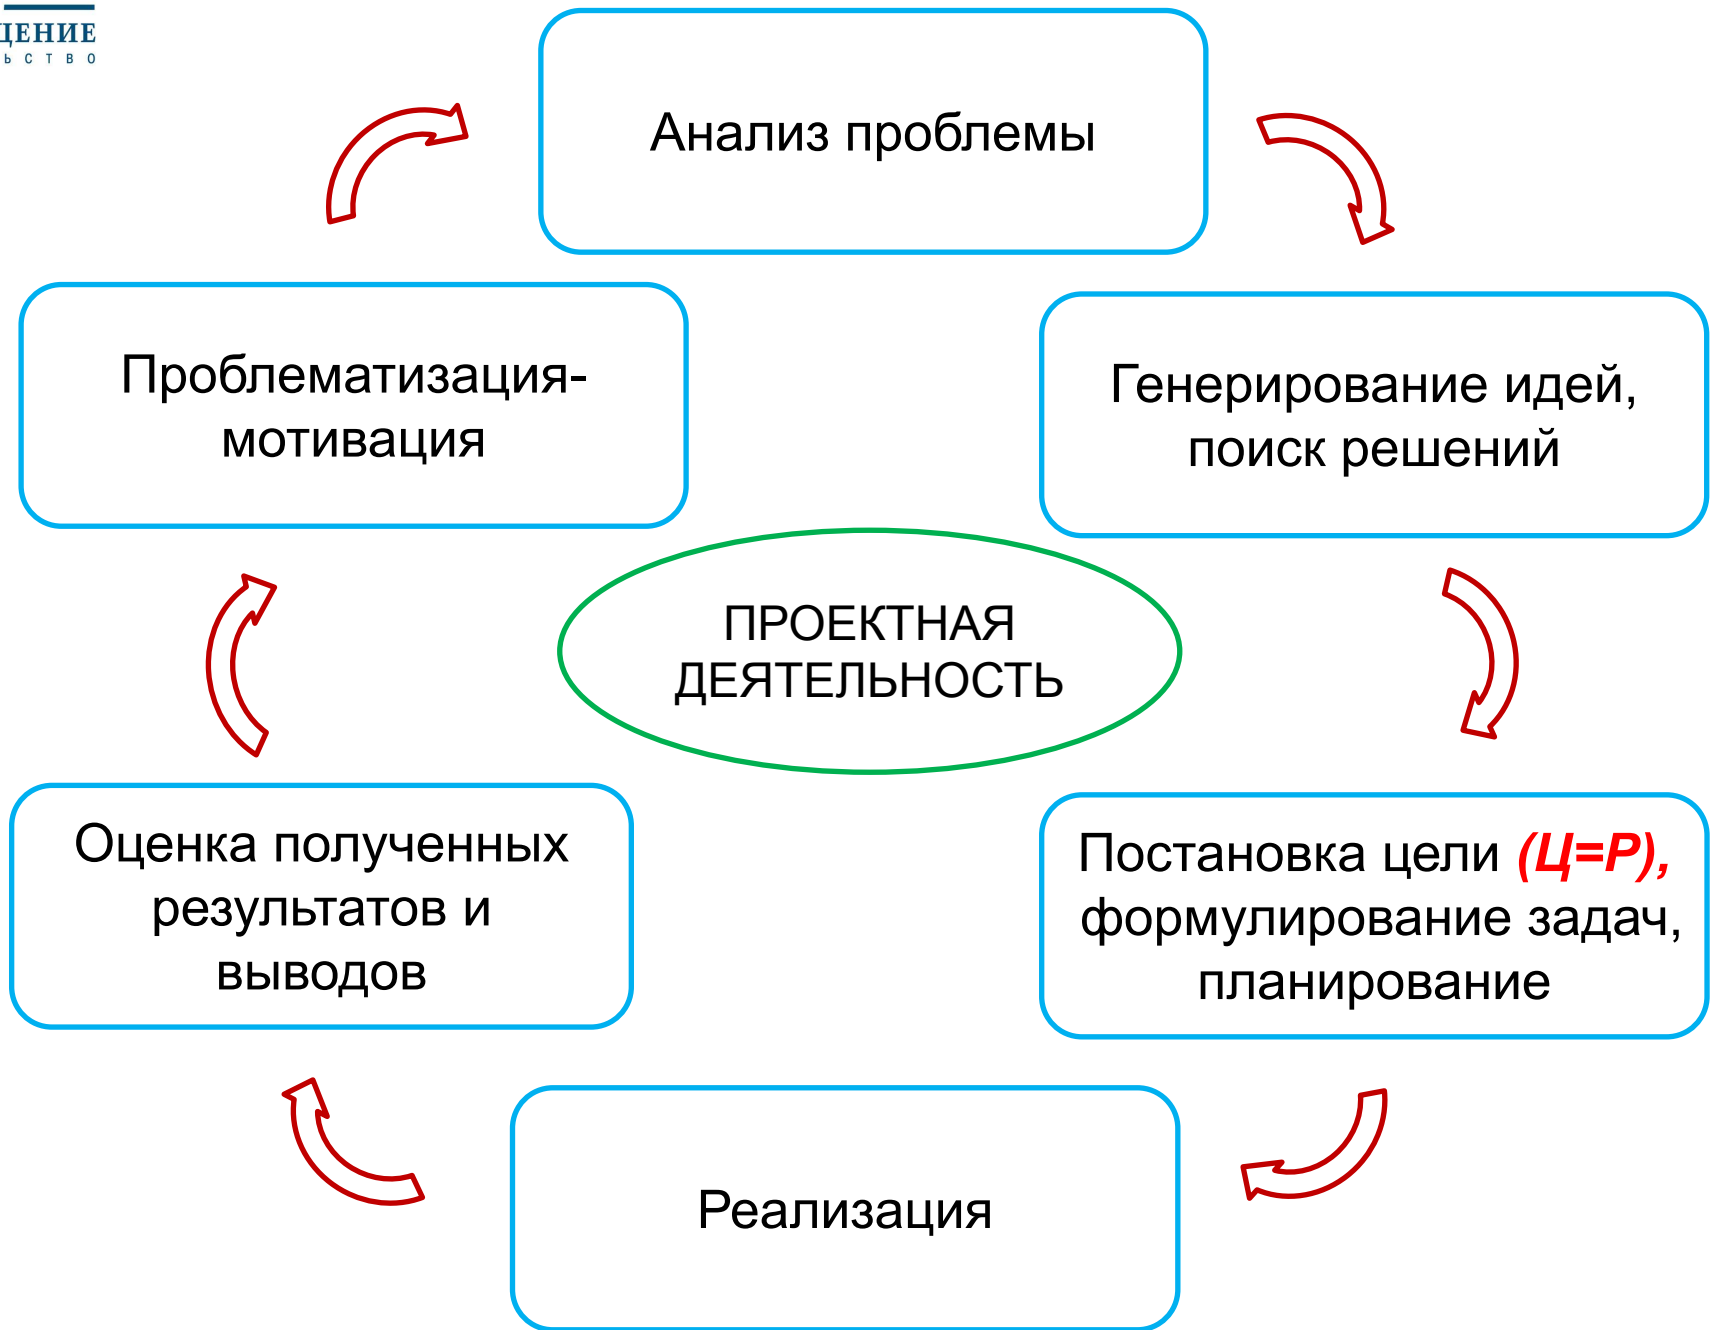 Анализ проблемы
Проблематизация-
мотивация
Генерирование идей,
поиск решений
ПРОЕКТНАЯ
ДЕЯТЕЛЬНОСТЬ
Оценка полученных
результатов и
выводов
Постановка цели (Ц=Р),
формулирование задач,
планирование
Реализация